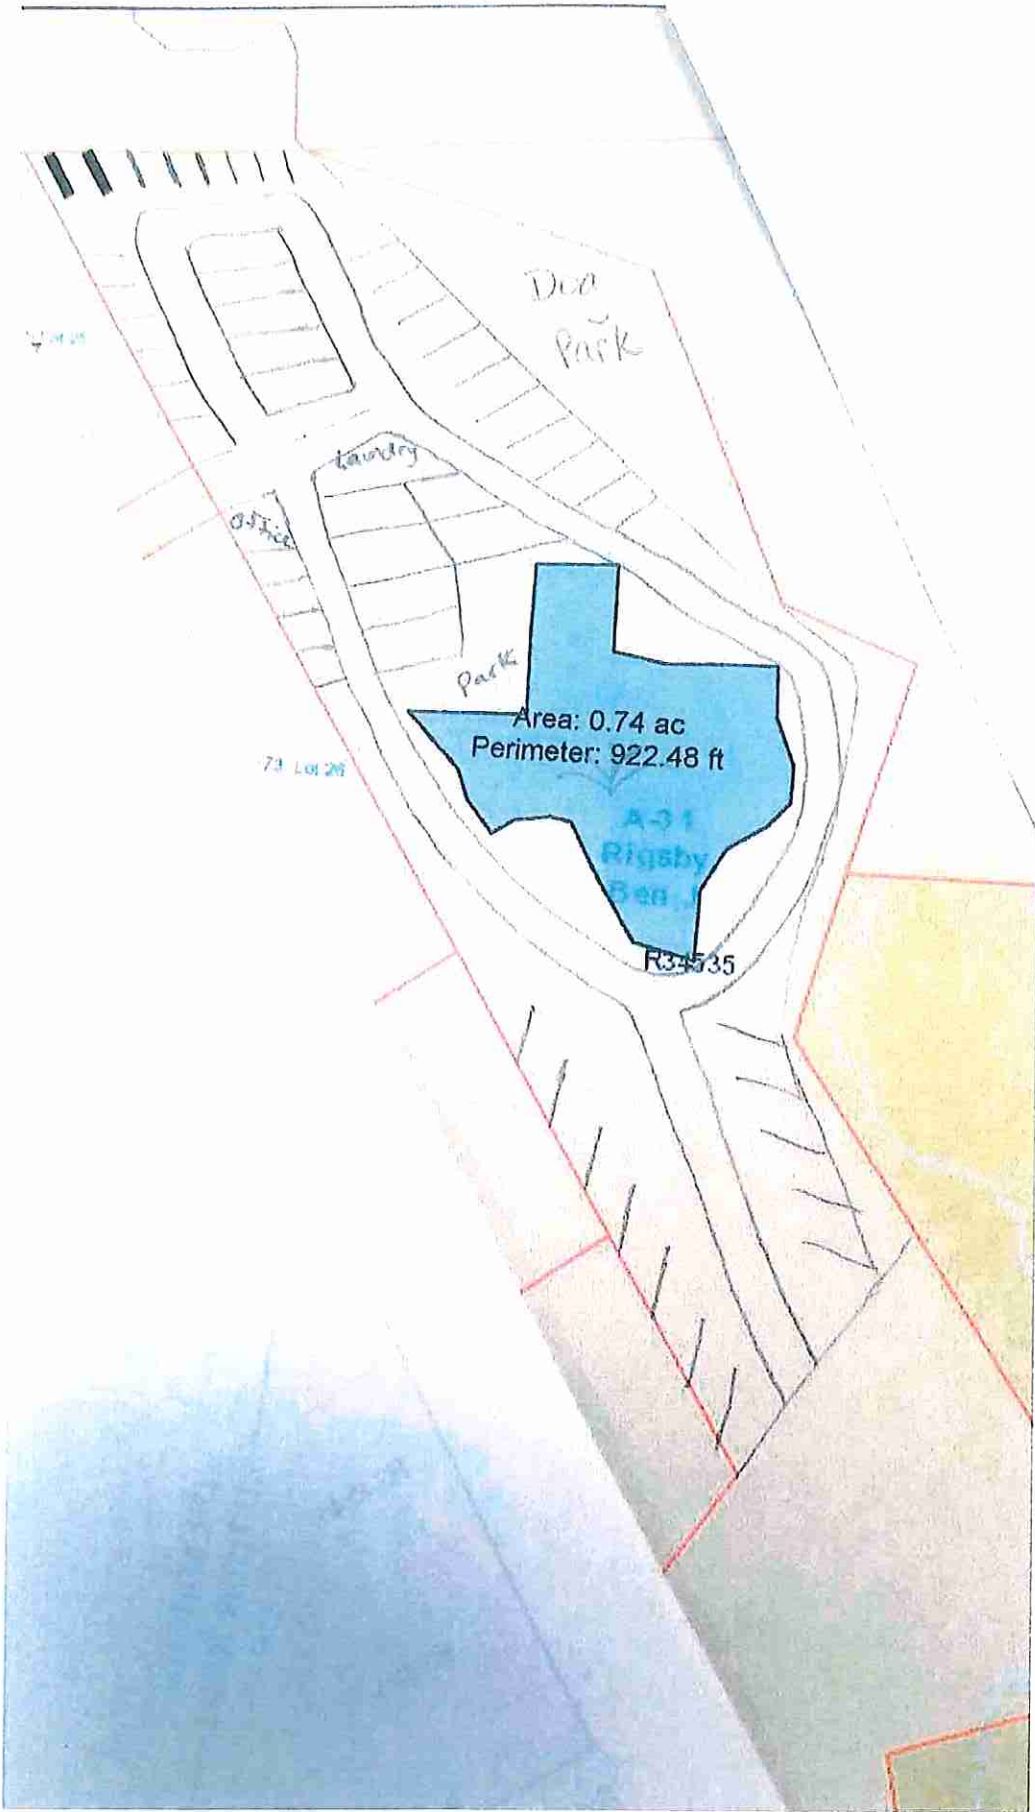 Dog
Park
Laundry
Office
Park
Area: 0.74 ac
Perimeter: 922.48 ft
73 Lot 26
A-31
Rigsby
Ben J
R34535